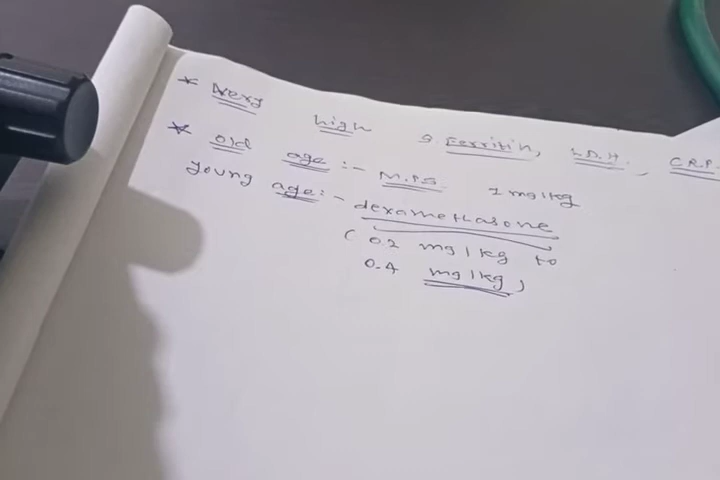 * Very high S. Ferritin, L.D.H., C.R.P.
* old age :- M.P.S. 1 mg/kg
young age :- dexamethasone
( 0.2 mg/kg to
0.4 mg/kg)